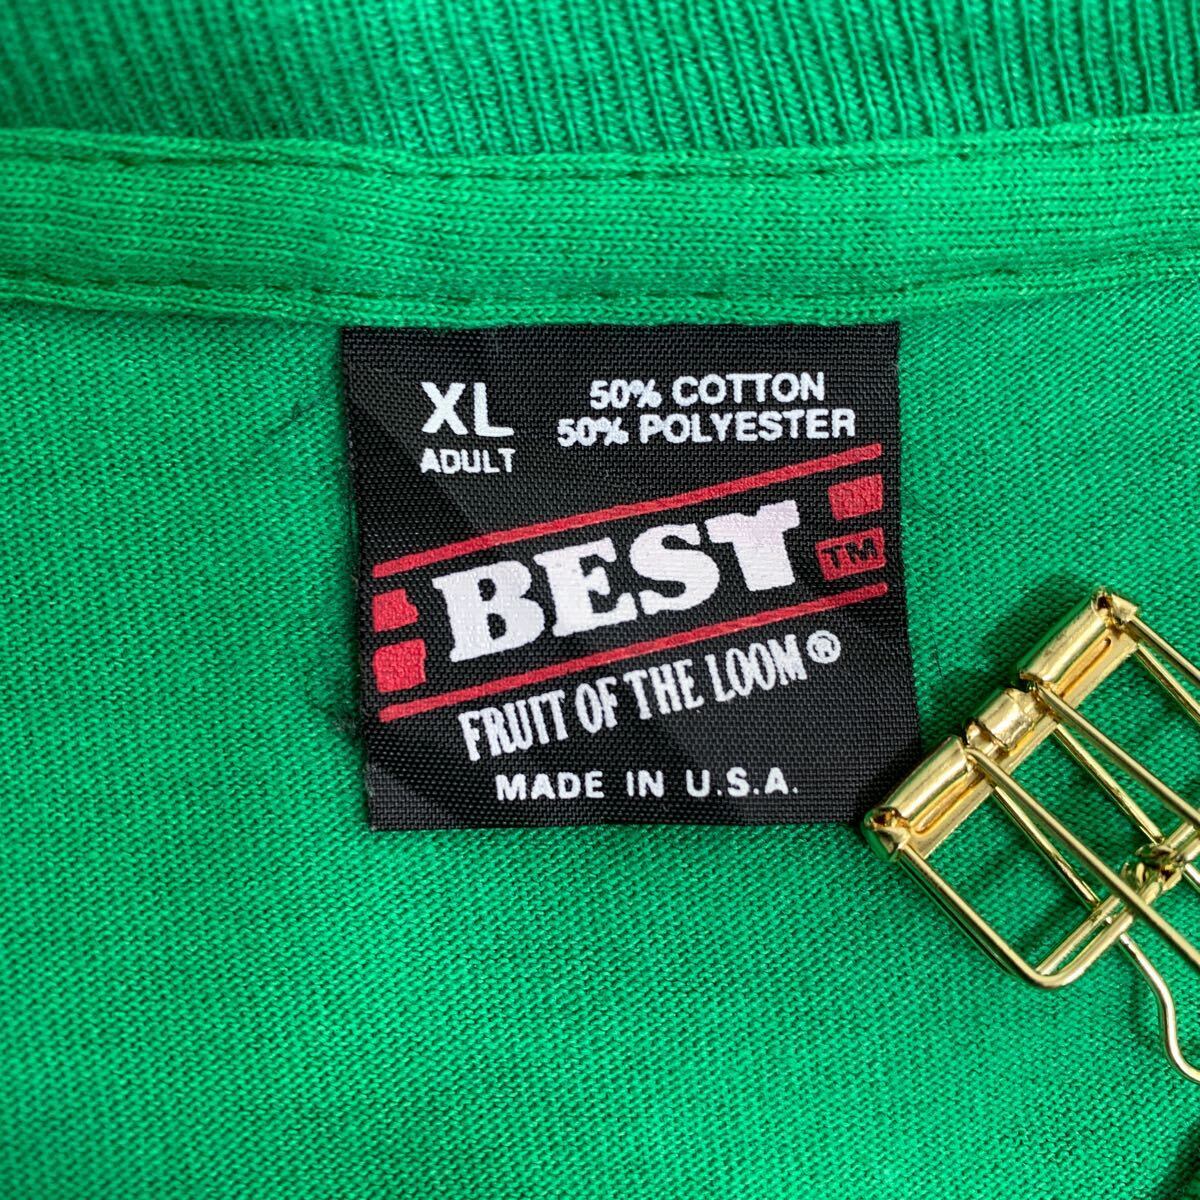 XL
ADULT
50% COTTON
50% POLYESTER
BEST
TM
FRUIT OF THE LOOM®
MADE IN U.S.A.